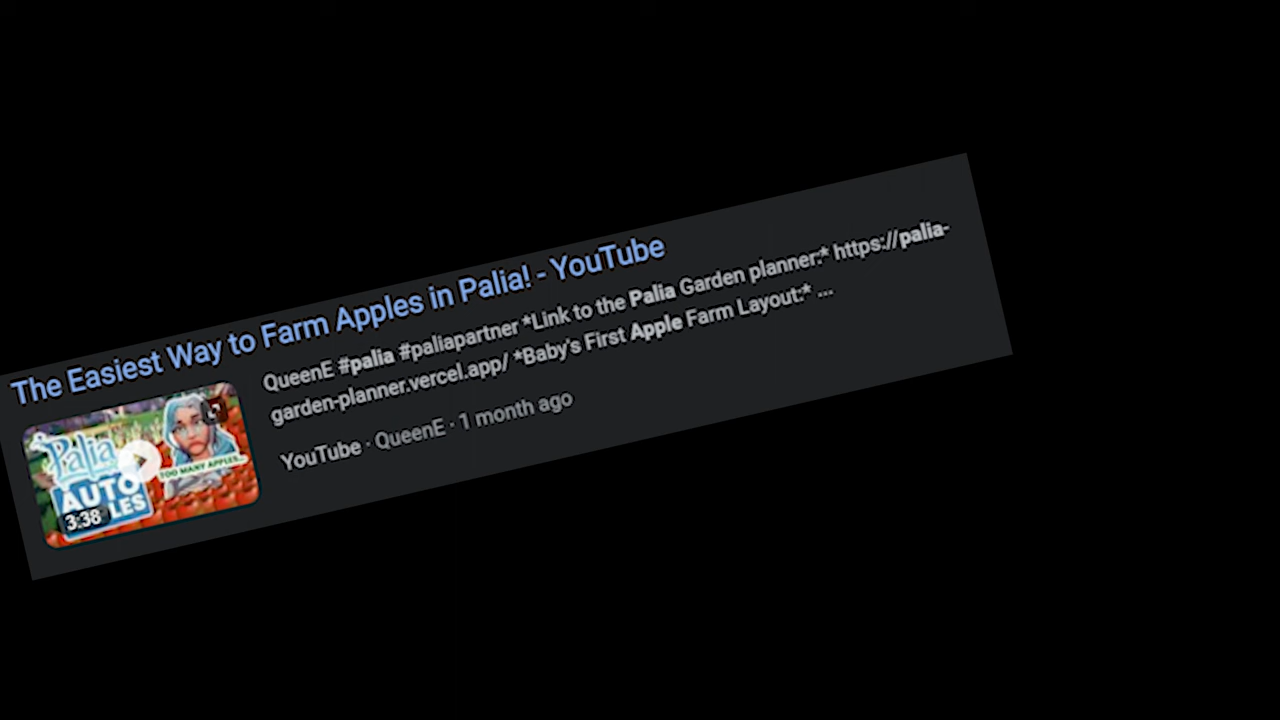 The Easiest Way to Farm Apples in Palia! - YouTube
QueenE #palia #paliapartner *Link to the Palia Garden planner:* https://palia-
garden-planner.vercel.app/ *Baby's First Apple Farm Layout:* ...
YouTube · QueenE · 1 month ago
Palia
AUTO
LES
TOO MANY APPLES...
3:38